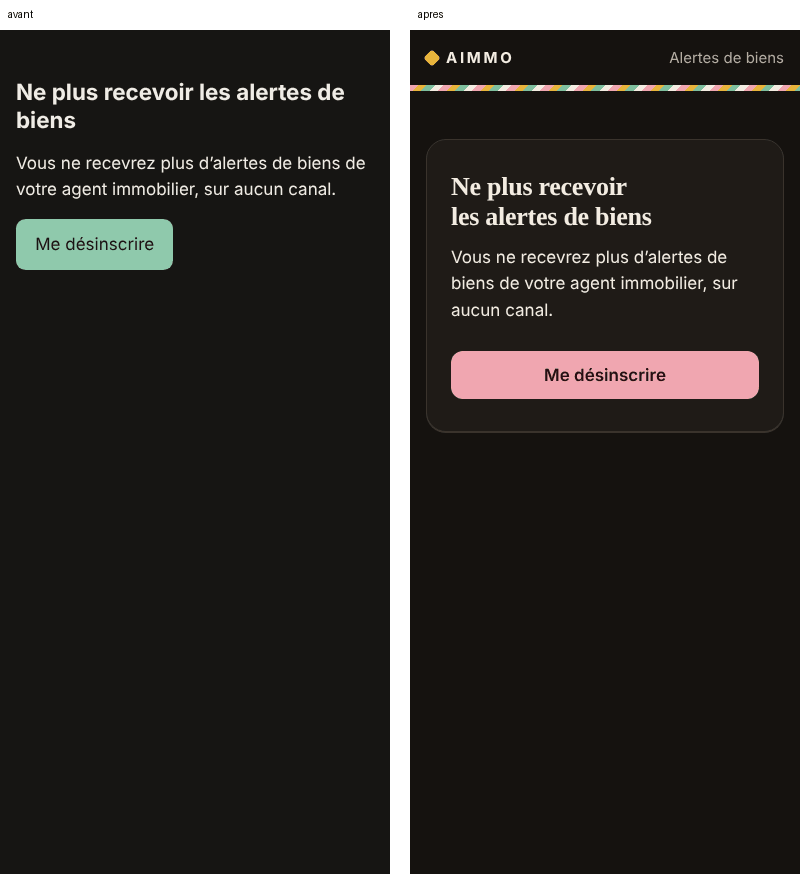 avant
Ne plus recevoir les alertes de
biens
Vous ne recevrez plus d’alertes de biens de
votre agent immobilier, sur aucun canal.
Me désinscrire
apres
AIMMO
Alertes de biens
Ne plus recevoir
les alertes de biens
Vous ne recevrez plus d’alertes de
biens de votre agent immobilier, sur
aucun canal.
Me désinscrire